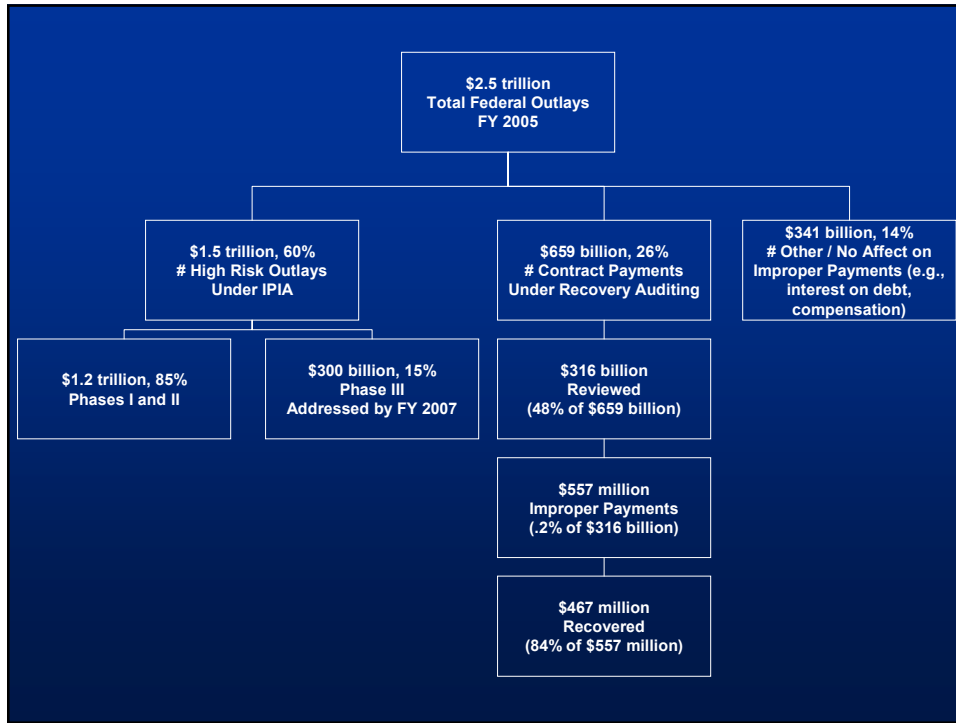 $2.5 trillion
Total Federal Outlays
FY 2005
$1.5 trillion, 60%
# High Risk Outlays
Under IPIA
$659 billion, 26%
# Contract Payments
Under Recovery Auditing
$341 billion, 14%
# Other / No Affect on
Improper Payments (e.g.,
interest on debt,
compensation)
$1.2 trillion, 85%
Phases I and II
$300 billion, 15%
Phase III
Addressed by FY 2007
$316 billion
Reviewed
(48% of $659 billion)
$557 million
Improper Payments
(.2% of $316 billion)
$467 million
Recovered
(84% of $557 million)